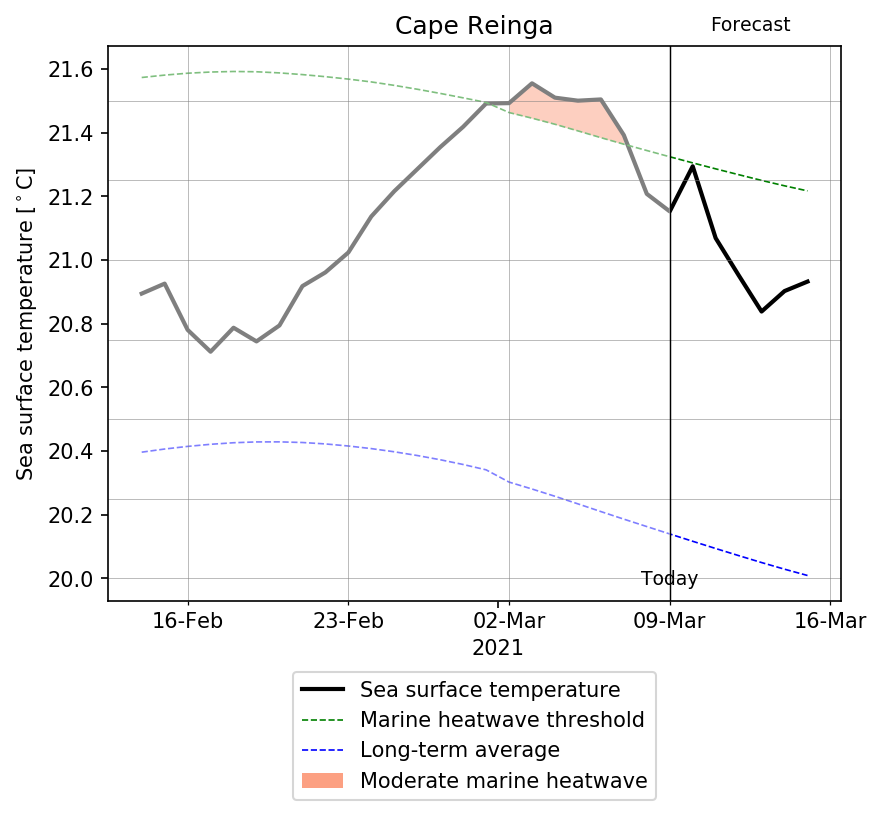 Cape Reinga
Forecast
Sea surface temperature [°C]
21.6
21.4
21.2
21.0
20.8
20.6
20.4
20.2
20.0
Today
16-Feb
23-Feb
02-Mar
09-Mar
16-Mar
2021
Sea surface temperature
Marine heatwave threshold
Long-term average
Moderate marine heatwave